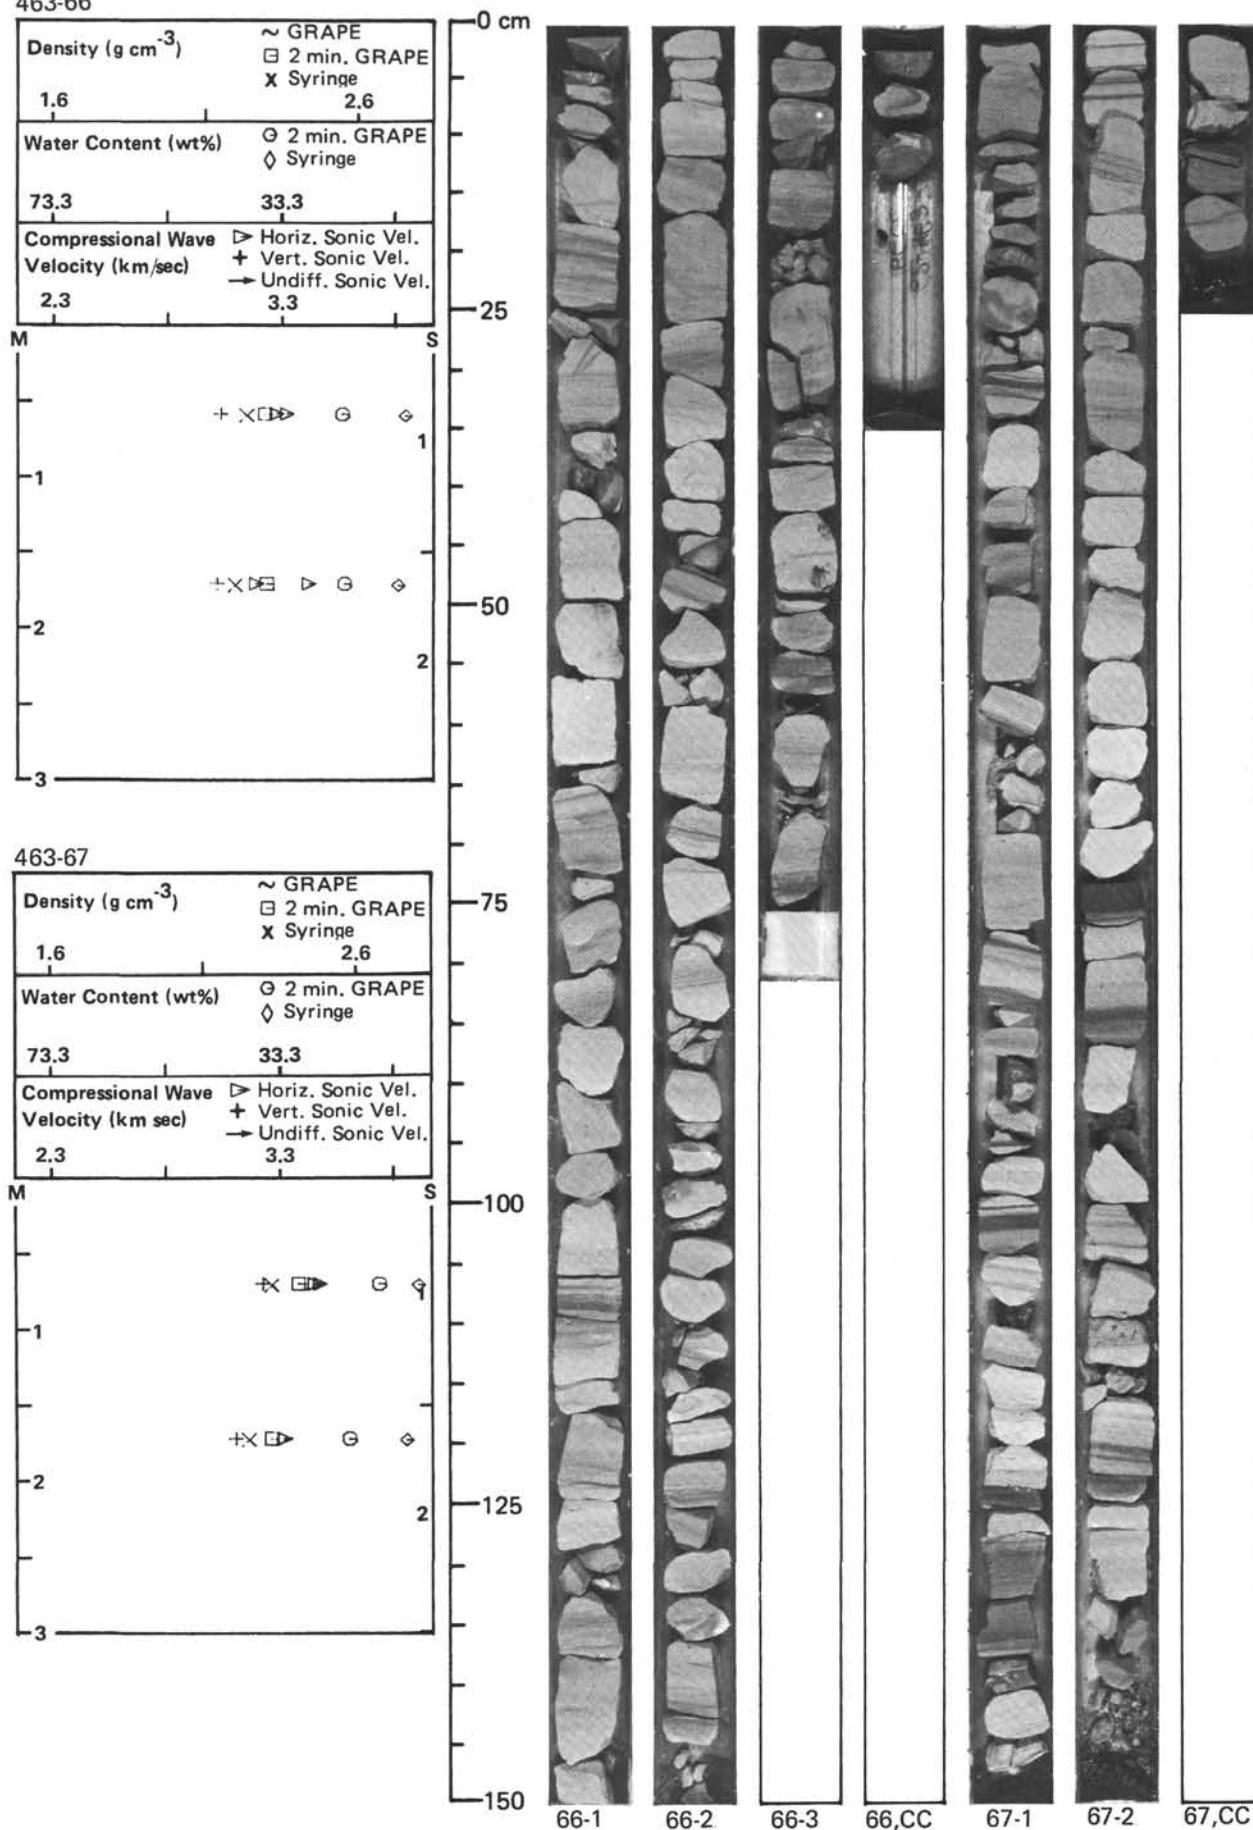 463-66
Density (g cm-3)
~ GRAPE
⊡ 2 min. GRAPE
x Syringe
1.6 2.6
Water Content (wt%)
⊙ 2 min. GRAPE
◊ Syringe
73.3 33.3
Compressional Wave
Velocity (km/sec)
▷ Horiz. Sonic Vel.
+ Vert. Sonic Vel.
→ Undiff. Sonic Vel.
2.3 3.3
M S
1
1
2
2
3
463-67
Density (g cm-3)
~ GRAPE
⊡ 2 min. GRAPE
x Syringe
1.6 2.6
Water Content (wt%)
⊙ 2 min. GRAPE
◊ Syringe
73.3 33.3
Compressional Wave
Velocity (km sec)
▷ Horiz. Sonic Vel.
+ Vert. Sonic Vel.
→ Undiff. Sonic Vel.
2.3 3.3
M S
1
1
2
2
3
0 cm
25
50
75
100
125
150
66-1 66-2 66-3 66,CC 67-1 67-2 67,CC